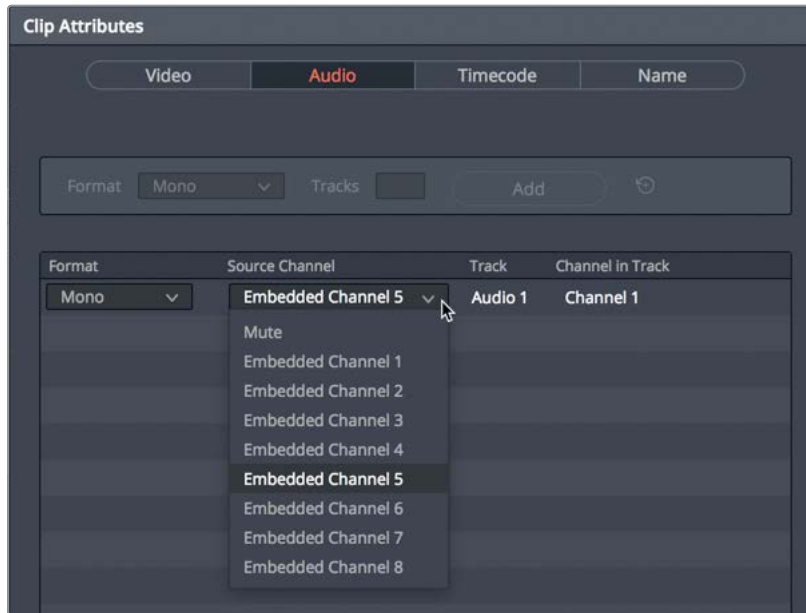 Clip Attributes
Video Audio Timecode Name
Format Mono Tracks Add
Format Source Channel Track Channel in Track
Mono Embedded Channel 5 Audio 1 Channel 1
Mute
Embedded Channel 1
Embedded Channel 2
Embedded Channel 3
Embedded Channel 4
Embedded Channel 5
Embedded Channel 6
Embedded Channel 7
Embedded Channel 8